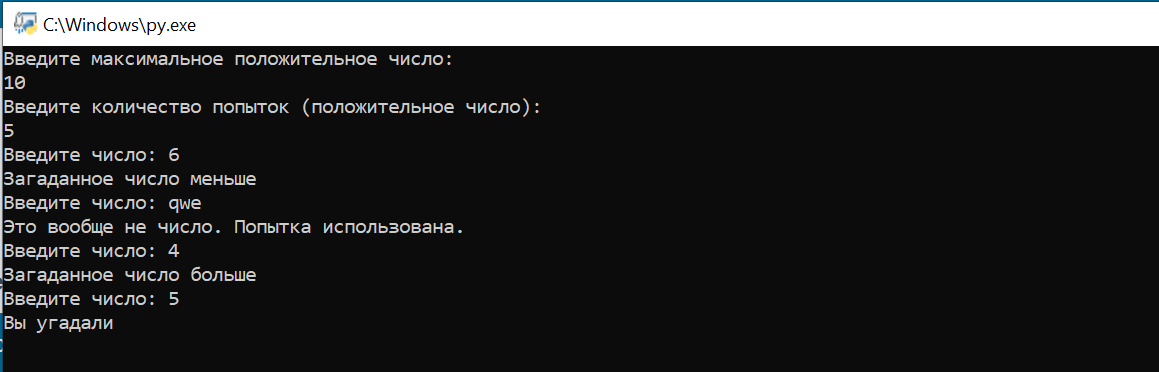 C:\Windows\py.exe
Введите максимальное положительное число:
10
Введите количество попыток (положительное число):
5
Введите число: 6
Загаданное число меньше
Введите число: qwe
Это вообще не число. Попытка использована.
Введите число: 4
Загаданное число больше
Введите число: 5
Вы угадали